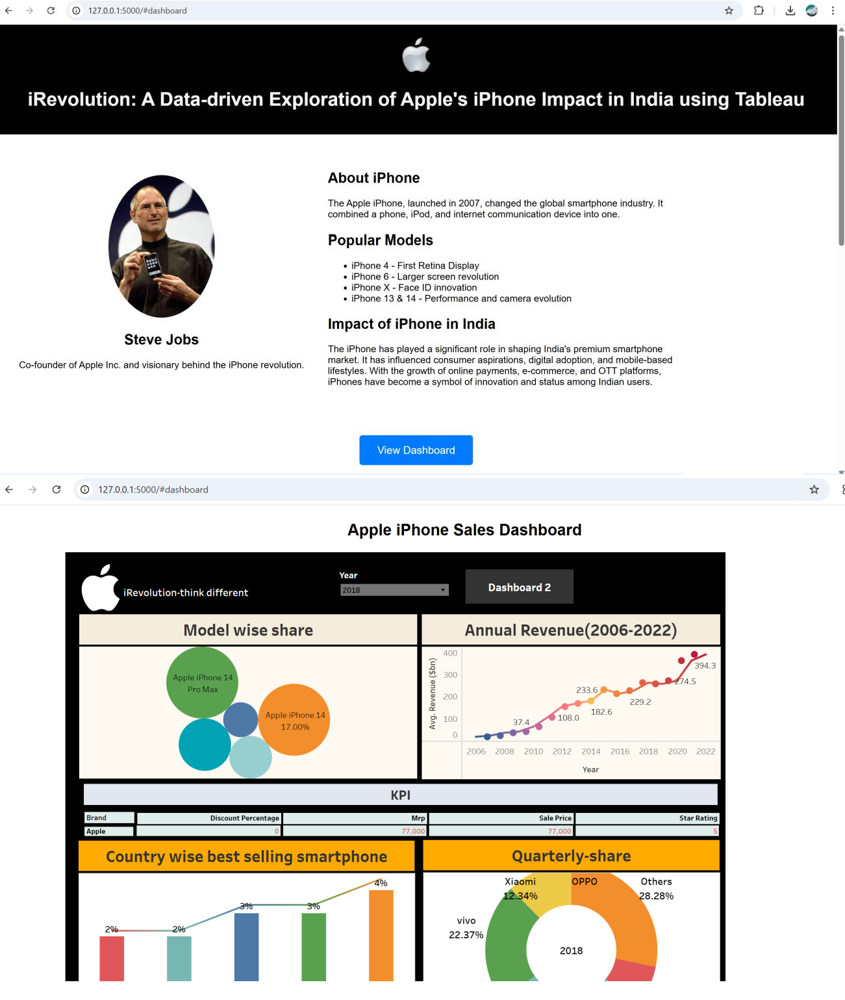 127.0.0.1:5000/#dashboard
iRevolution: A Data-driven Exploration of Apple's iPhone Impact in India using Tableau
Steve Jobs
Co-founder of Apple Inc. and visionary behind the iPhone revolution.
About iPhone
The Apple iPhone, launched in 2007, changed the global smartphone industry. It
combined a phone, iPod, and internet communication device into one.
Popular Models
• iPhone 4 - First Retina Display
• iPhone 6 - Larger screen revolution
• iPhone X - Face ID innovation
• iPhone 13 & 14 - Performance and camera evolution
Impact of iPhone in India
The iPhone has played a significant role in shaping India's premium smartphone
market. It has influenced consumer aspirations, digital adoption, and mobile-based
lifestyles. With the growth of online payments, e-commerce, and OTT platforms,
iPhones have become a symbol of innovation and status among Indian users.
View Dashboard
127.0.0.1:5000/#dashboard
Apple iPhone Sales Dashboard
iRevolution-think different
Year
2018
Dashboard 2
Model wise share
Apple iPhone 14
Pro Max
Apple iPhone 14
17.00%
Annual Revenue(2006-2022)
Avg. Revenue ($bn)
400
300
200
100
0
37.4
108.0
233.6
182.6
229.2
274.5
394.3
2006 2008 2010 2012 2014 2016 2018 2020 2022
Year
KPI
Brand Discount Percentage Mrp Sale Price Star Rating
Apple 0 77,000 77,000 5
Country wise best selling smartphone
2% 2% 3% 3% 4%
Quarterly-share
Xiaomi
12.34%
OPPO
Others
28.28%
vivo
22.37%
2018